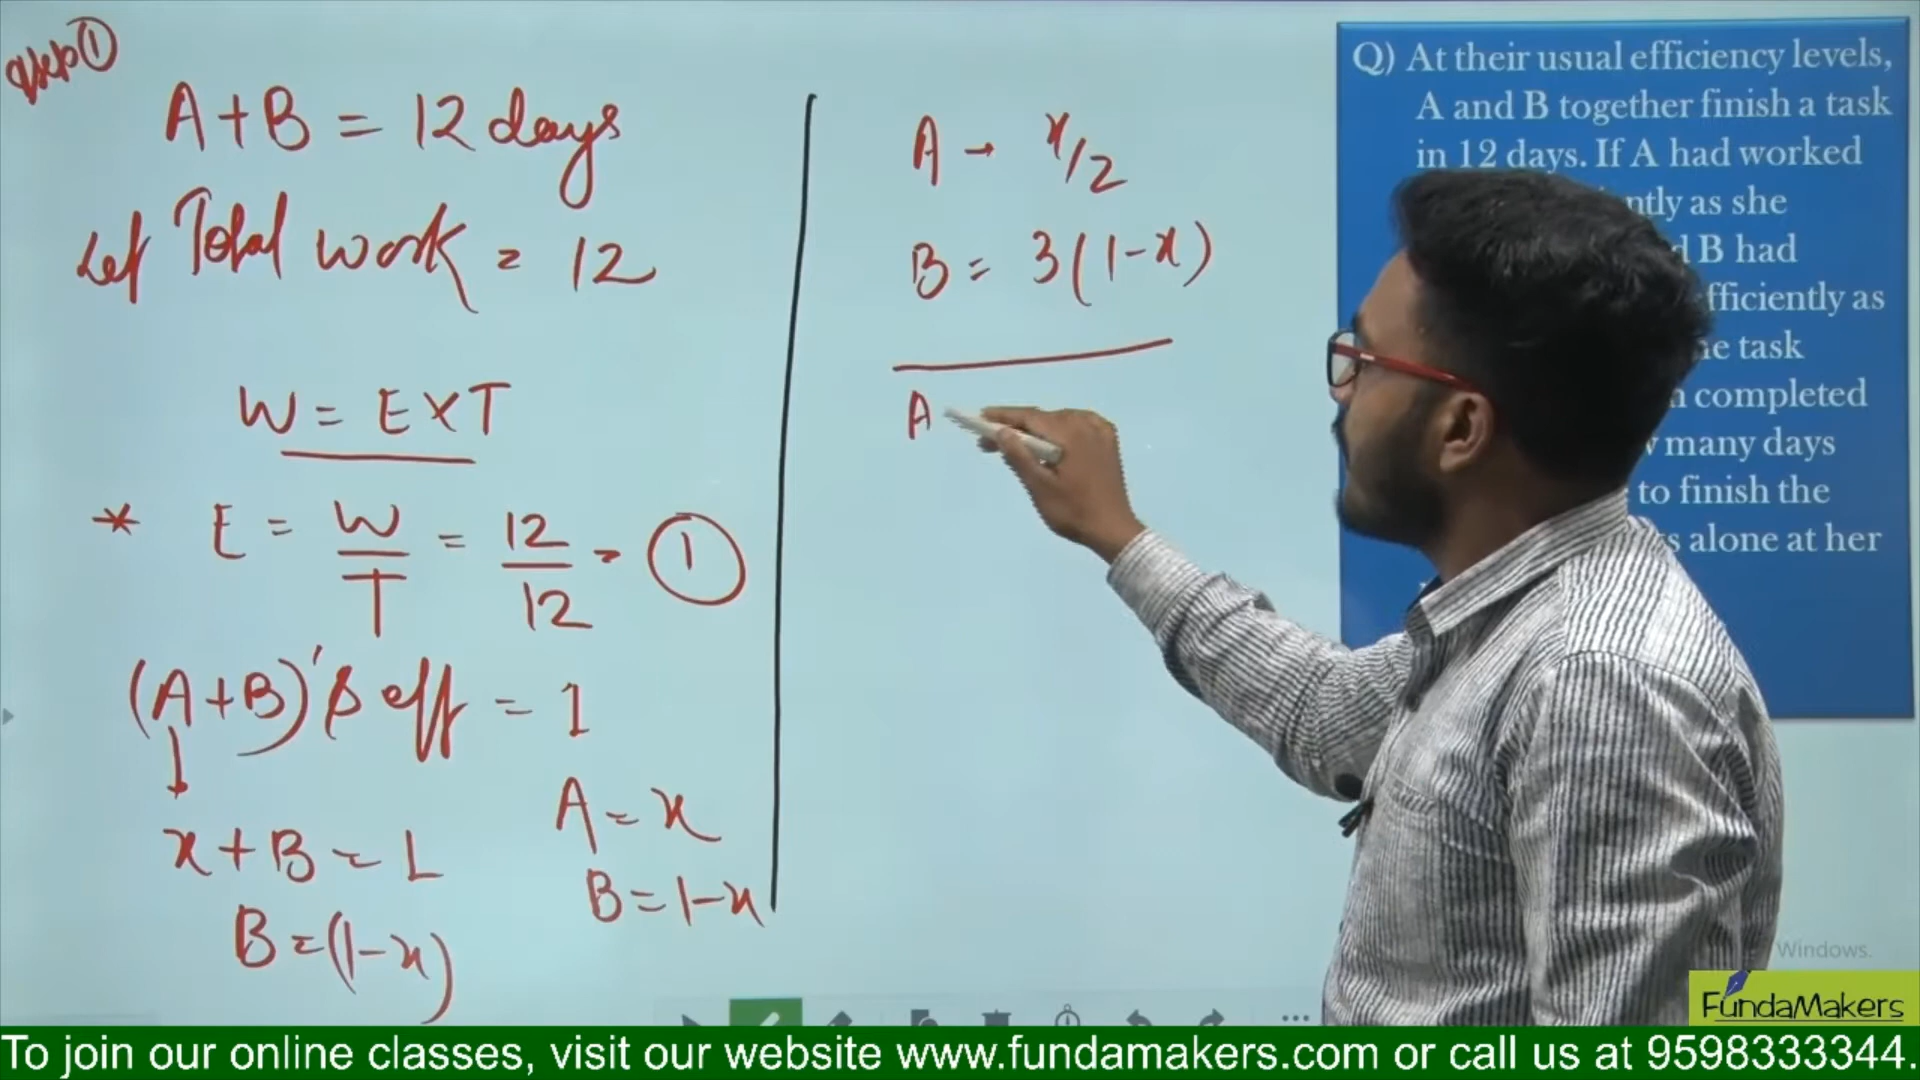 Step ①
A+B = 12 days
Let Total work = 12
W = E×T
* E = W/T = 12/12 = ①
(A+B)'s eff = 1
x + B = 1
B = (1-x)
A = x
B = 1-x
A → x/2
B = 3(1-x)
A
Q) At their usual efficiency levels,
A and B together finish a task
in 12 days. If A had worked
ntly as she
d B had
fficiently as
e task
completed
many days
to finish the
s alone at her
Windows.
FundaMakers
To join our online classes, visit our website www.fundamakers.com or call us at 9598333344.